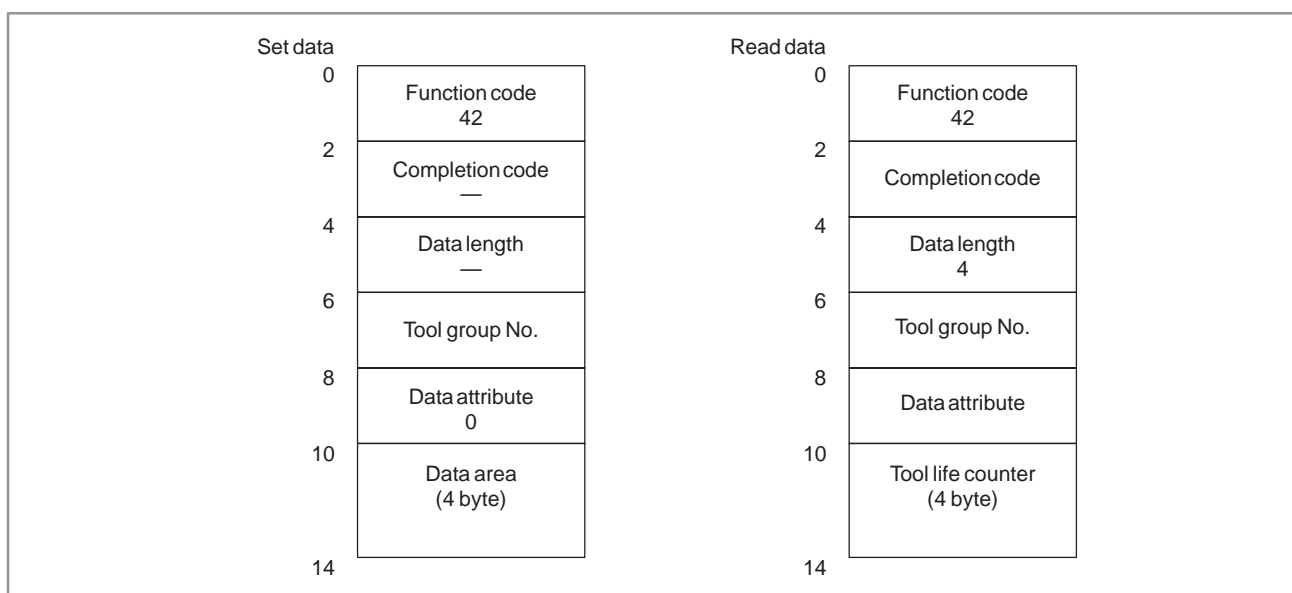 Set data
0
Function code
42
2
Completion code
—
4
Data length
—
6
Tool group No.
8
Data attribute
0
10
Data area
(4 byte)
14
Read data
0
Function code
42
2
Completion code
4
Data length
4
6
Tool group No.
8
Data attribute
10
Tool life counter
(4 byte)
14